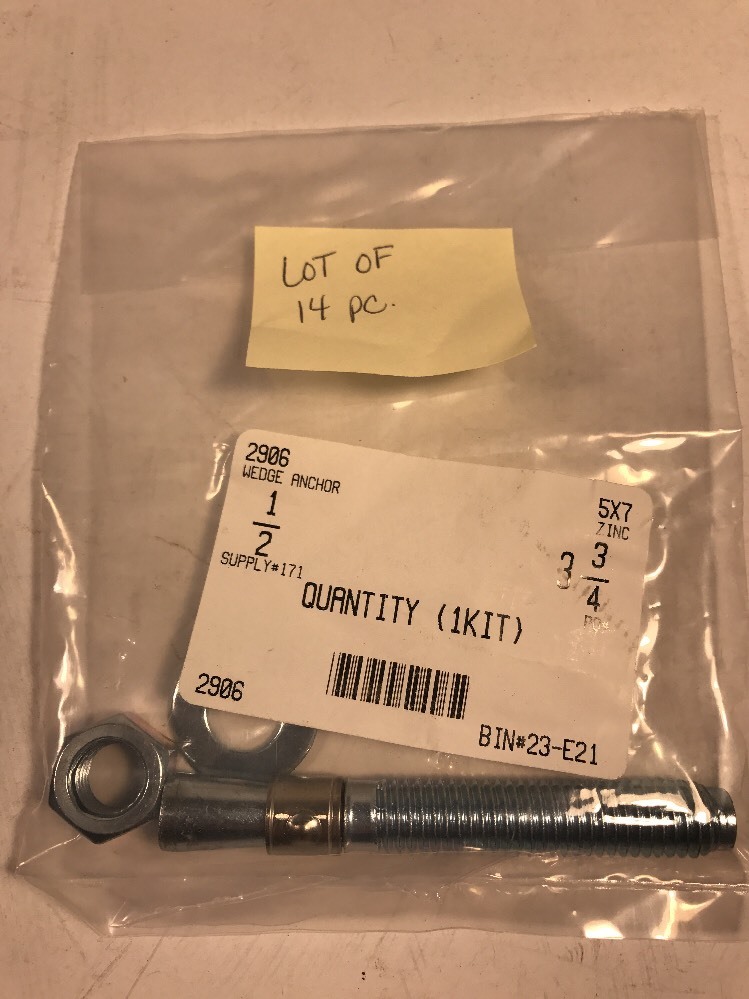 LOT OF
14 PC.
2906
WEDGE ANCHOR
1/2
SUPPLY#171
5X7
ZINC
3 3/4
QUANTITY (1KIT)
2906
BIN#23-E21